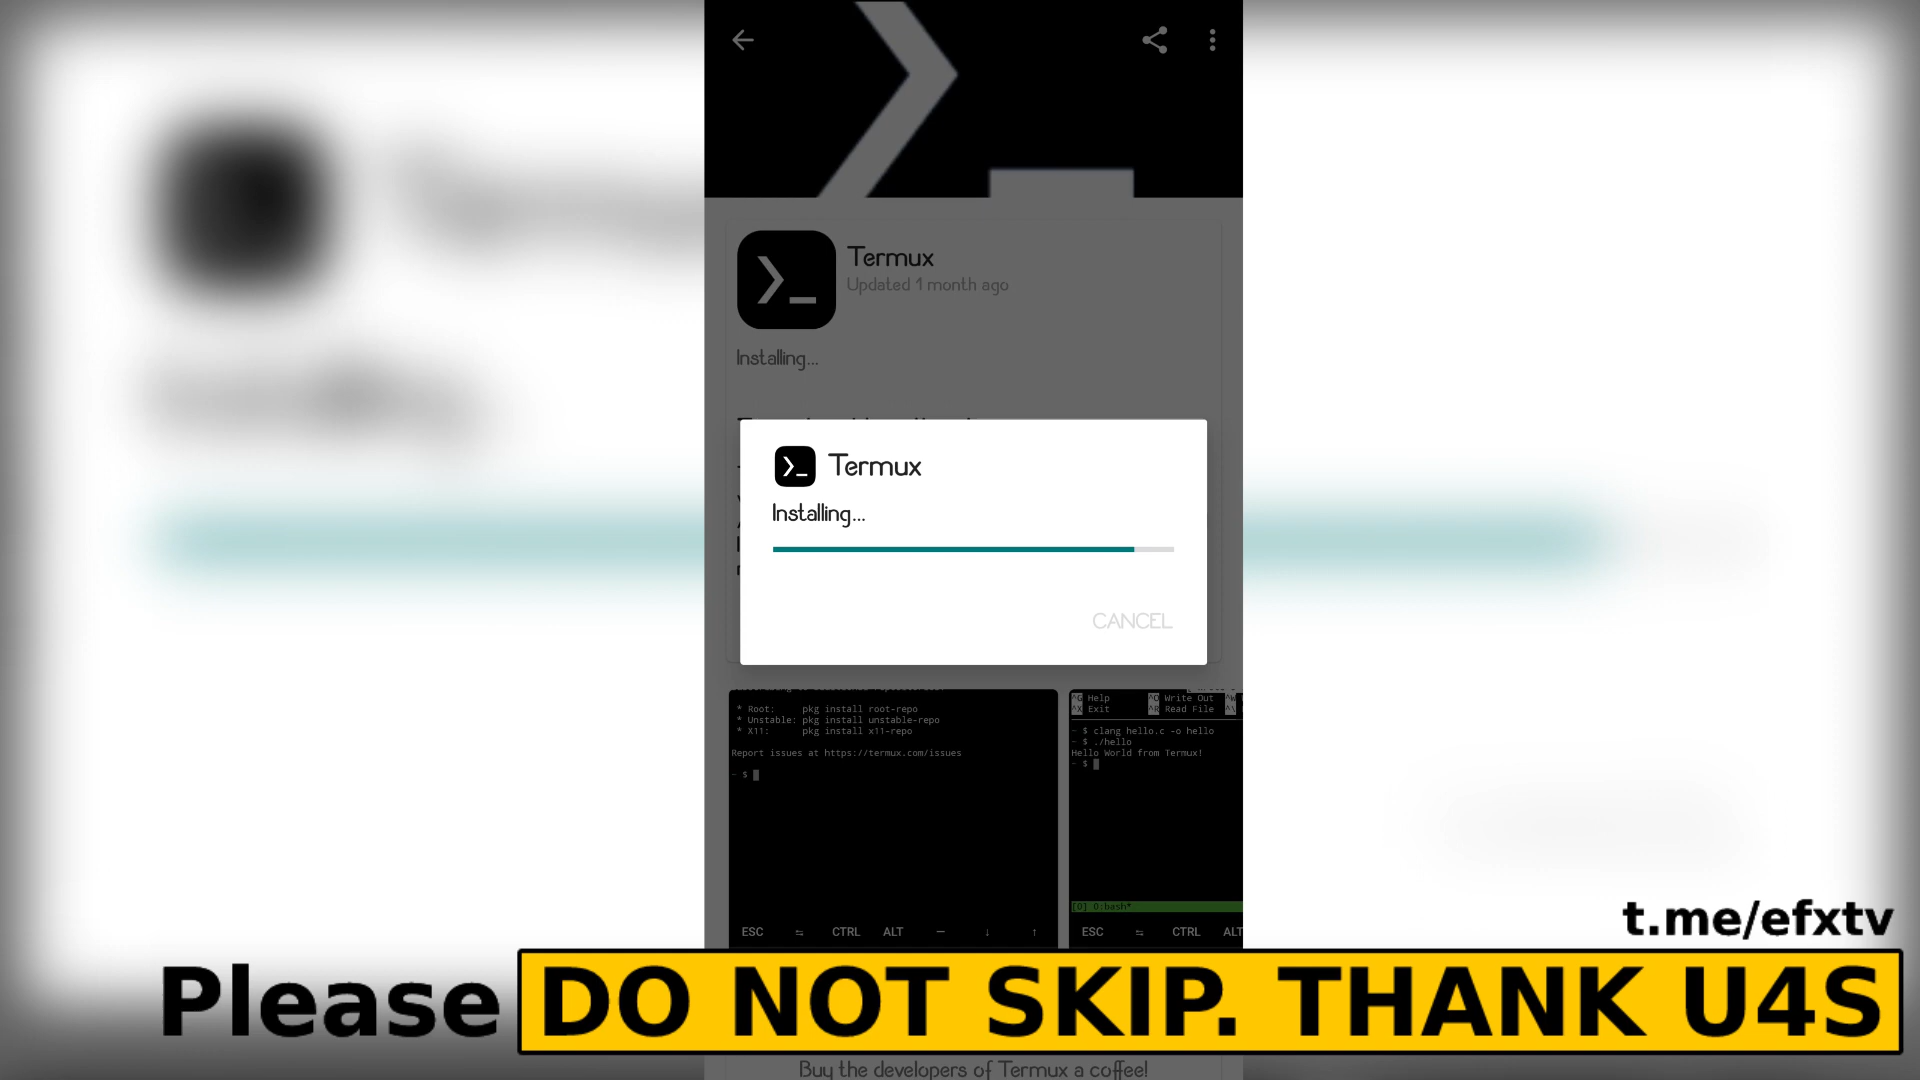 Termux
Updated 1 month ago
Installing...
Termux
Installing...
CANCEL
* Root: pkg install root-repo
* Unstable: pkg install unstable-repo
* X11: pkg install x11-repo
Report issues at https://termux.com/issues
~ $
^G Help ^O Write Out ^W
^X Exit ^R Read File ^\
~ $ clang hello.c -o hello
~ $ ./hello
Hello World from Termux!
~ $
[0] 0:bash*
ESC ⇆ CTRL ALT — ↓ ↑
ESC ⇆ CTRL ALT
t.me/efxtv
Please DO NOT SKIP. THANK U4S
Buy the developers of Termux a coffee!